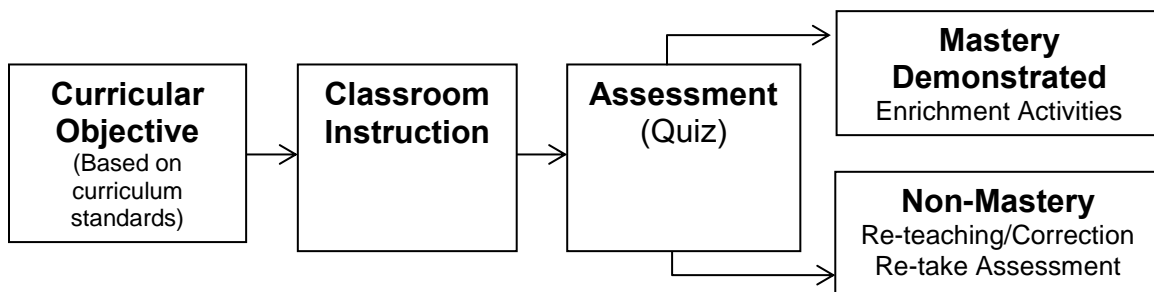 Curricular
Objective
(Based on
curriculum
standards)
Classroom
Instruction
Assessment
(Quiz)
Mastery
Demonstrated
Enrichment Activities
Non-Mastery
Re-teaching/Correction
Re-take Assessment